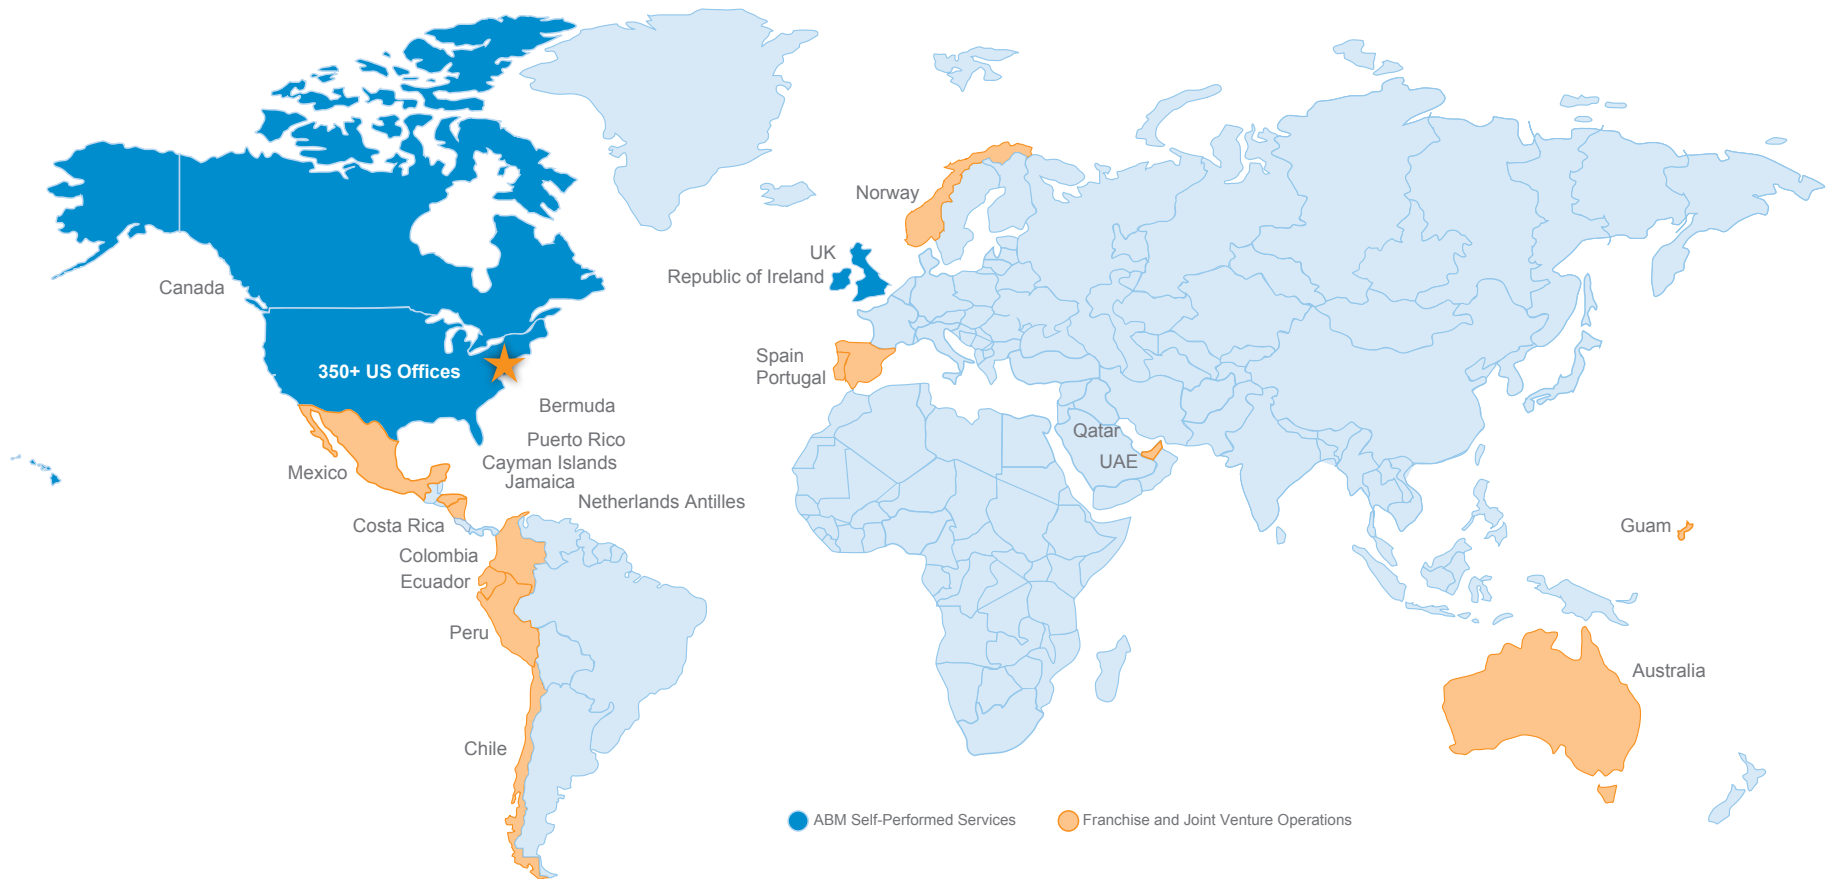 Norway
UK
Republic of Ireland
Canada
Spain
Portugal
350+ US Offices
Bermuda
Qatar
UAE
Puerto Rico
Cayman Islands
Jamaica
Mexico
Netherlands Antilles
Costa Rica
Guam
Colombia
Ecuador
Peru
Australia
Chile
ABM Self-Performed Services
Franchise and Joint Venture Operations